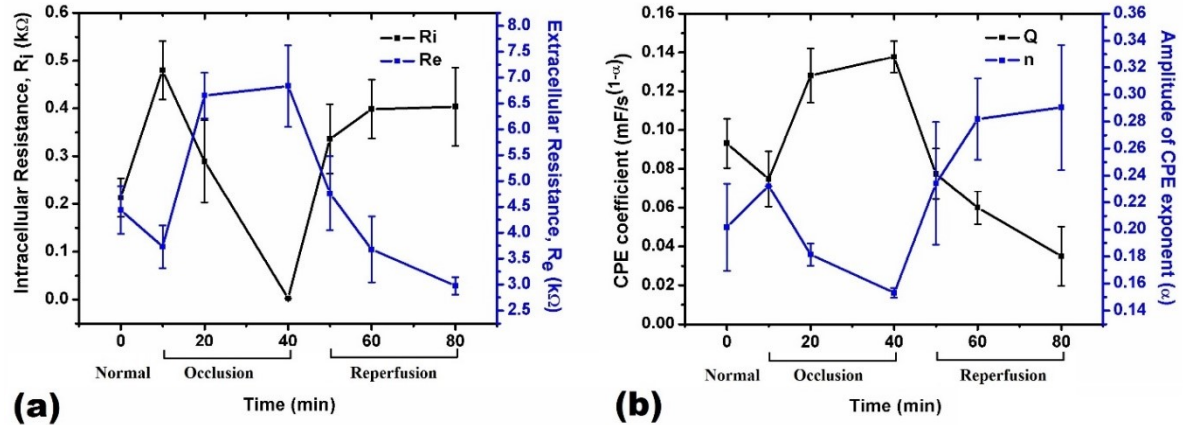 Intracellular Resistance, Ri (kΩ)
0.6
0.5
0.4
0.3
0.2
0.1
0.0
Ri
Re
8.0
7.5
7.0
6.5
6.0
5.5
5.0
4.5
4.0
3.5
3.0
2.5
Extracellular Resistance, Re (kΩ)
0 20 40 60 80
Normal Occlusion Reperfusion
Time (min)
(a)
CPE coefficient (mF/s(1-α)
0.16
0.14
0.12
0.10
0.08
0.06
0.04
0.02
0.00
Q
n
0.36
0.34
0.32
0.30
0.28
0.26
0.24
0.22
0.20
0.18
0.16
0.14
Amplitude of CPE exponent (α)
0 20 40 60 80
Normal Occlusion Reperfusion
Time (min)
(b)